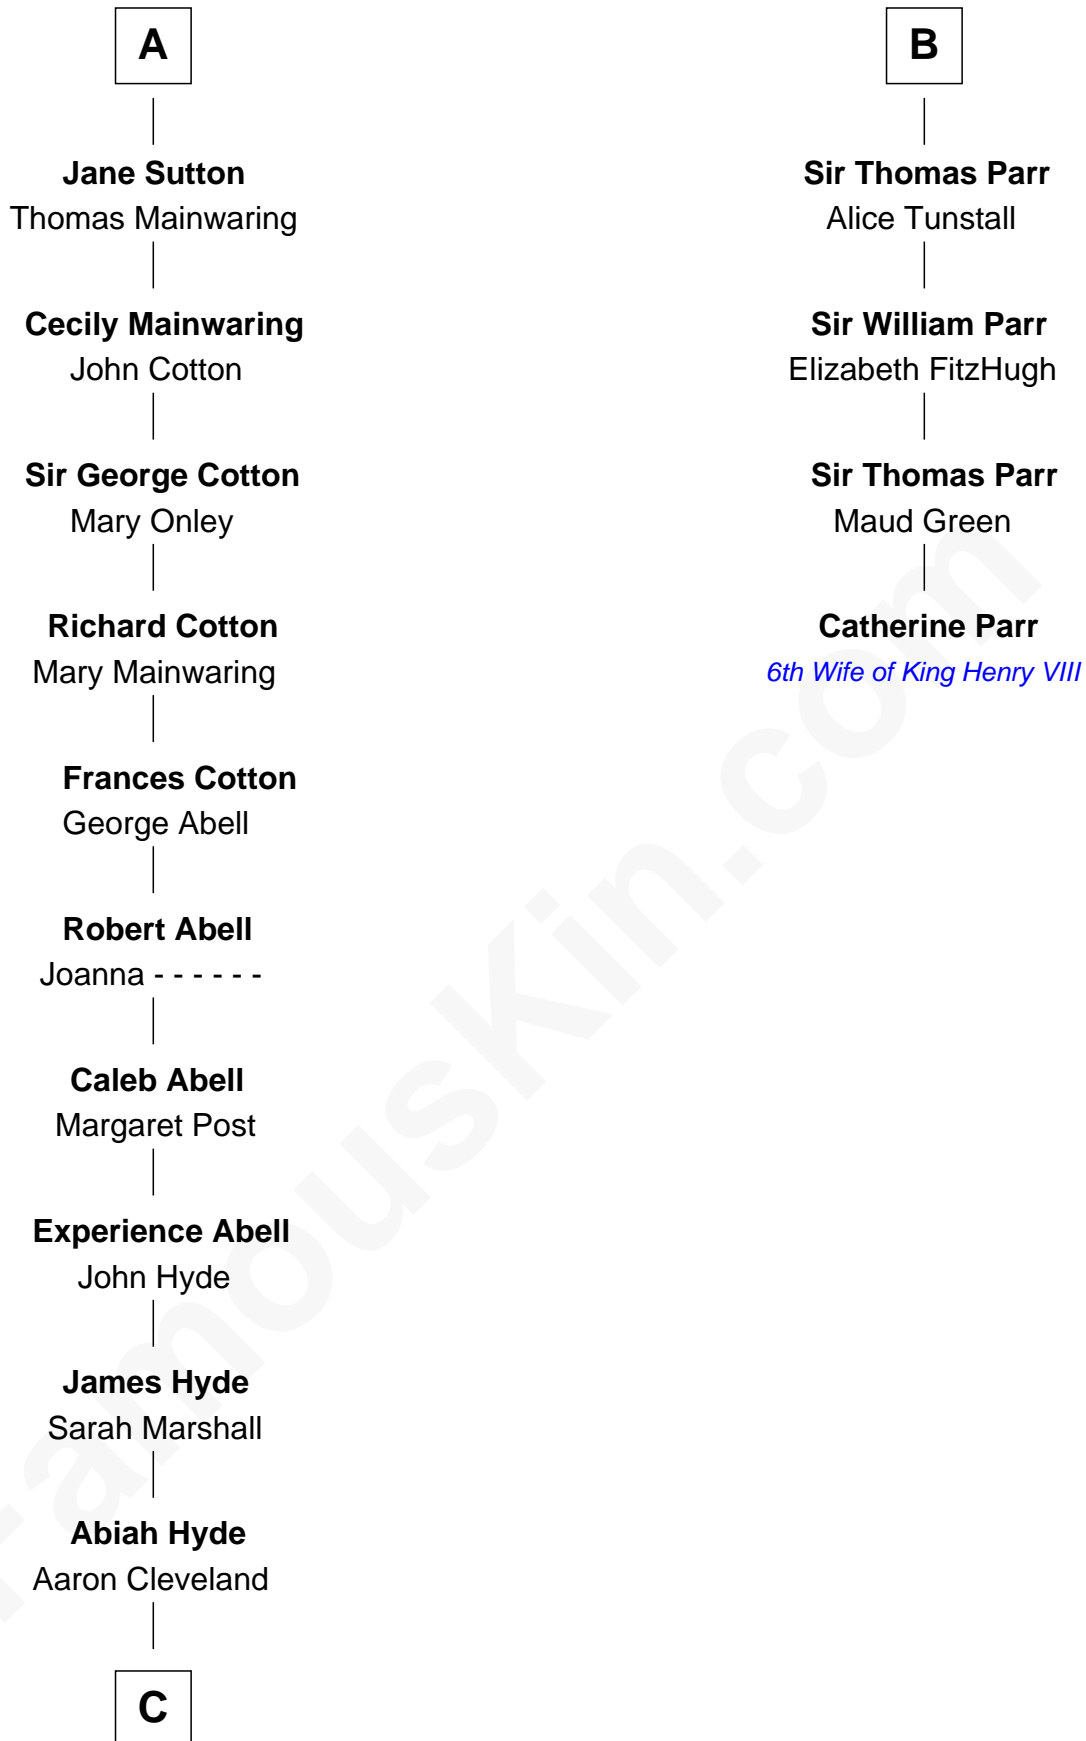 A
Jane Sutton
Thomas Mainwaring
Cecily Mainwaring
John Cotton
Sir George Cotton
Mary Onley
Richard Cotton
Mary Mainwaring
Frances Cotton
George Abell
Robert Abell
Joanna - - - - - -
Caleb Abell
Margaret Post
Experience Abell
John Hyde
James Hyde
Sarah Marshall
Abiah Hyde
Aaron Cleveland
C
B
Sir Thomas Parr
Alice Tunstall
Sir William Parr
Elizabeth FitzHugh
Sir Thomas Parr
Maud Green
Catherine Parr
6th Wife of King Henry VIII
FamousKin.com